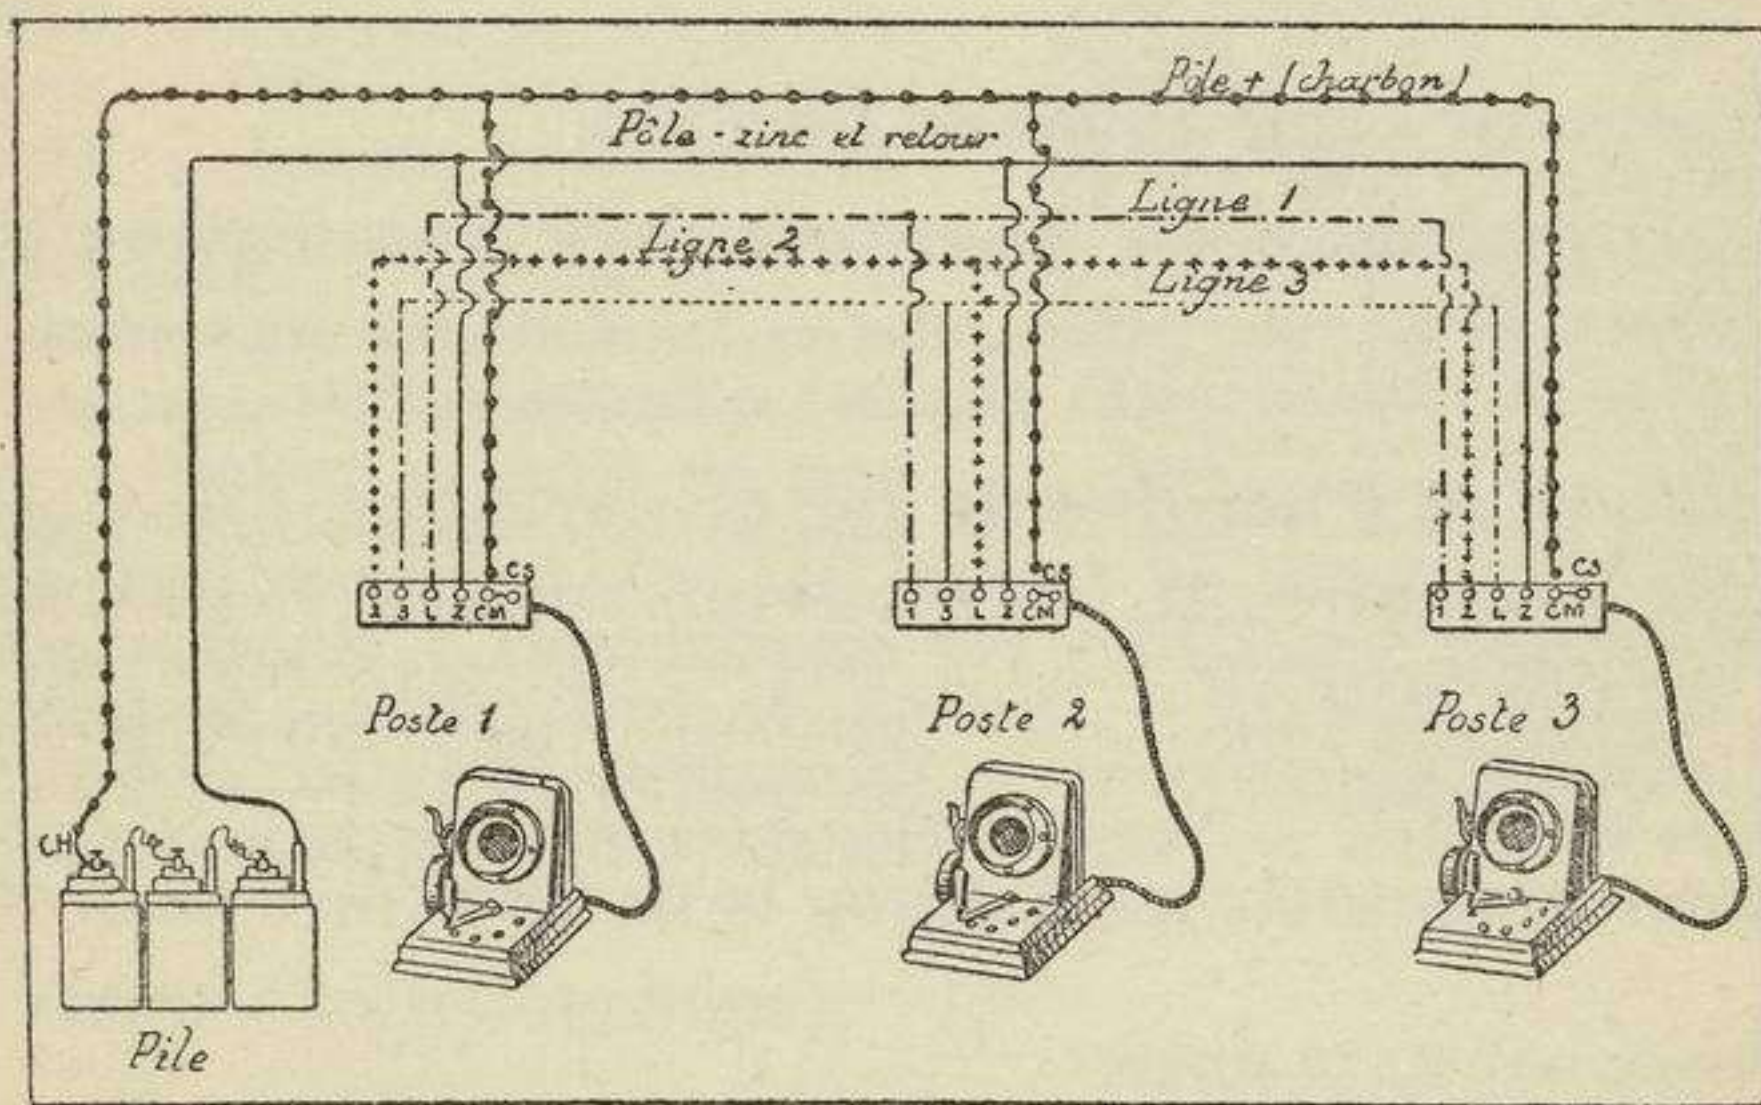 Pôle + (charbon)
Pôle - zinc et retour
Ligne 1
Ligne 2
Ligne 3
CS
2 3 L Z CM
CS
1 3 L Z CM
CS
1 2 L Z CM
Poste 1
Poste 2
Poste 3
CH
Pile